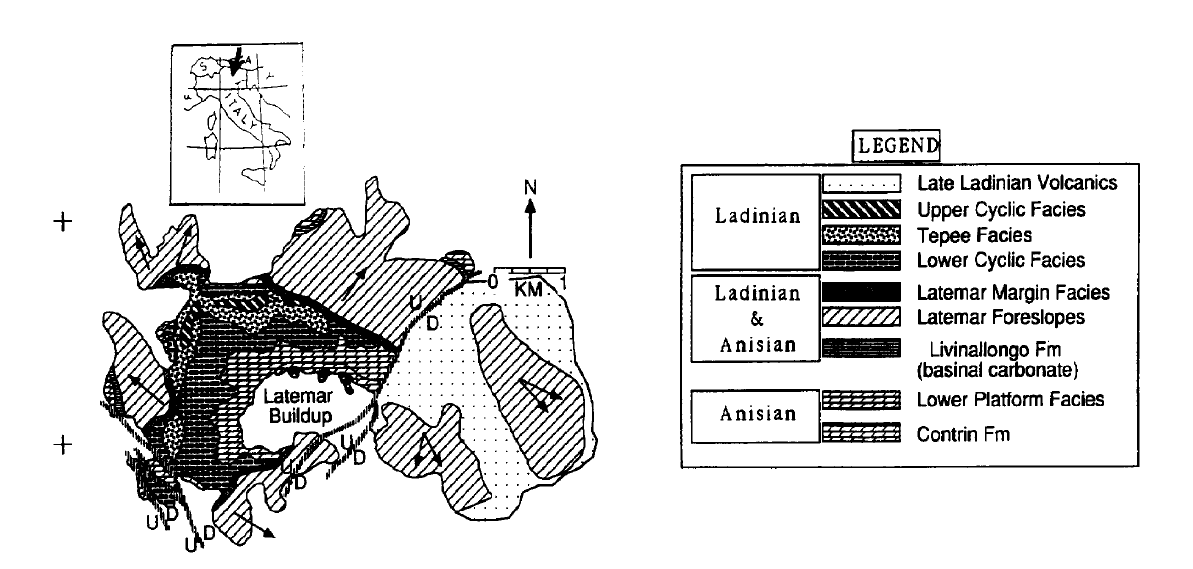 S
A
Y
F
ITALY
N
0 1
KM
U
D
Latemar
Buildup
U
D
U
D
U
D
U
D
LEGEND
Ladinian
Late Ladinian Volcanics
Upper Cyclic Facies
Tepee Facies
Lower Cyclic Facies
Ladinian
&
Anisian
Latemar Margin Facies
Latemar Foreslopes
Livinallongo Fm
(basinal carbonate)
Anisian
Lower Platform Facies
Contrin Fm